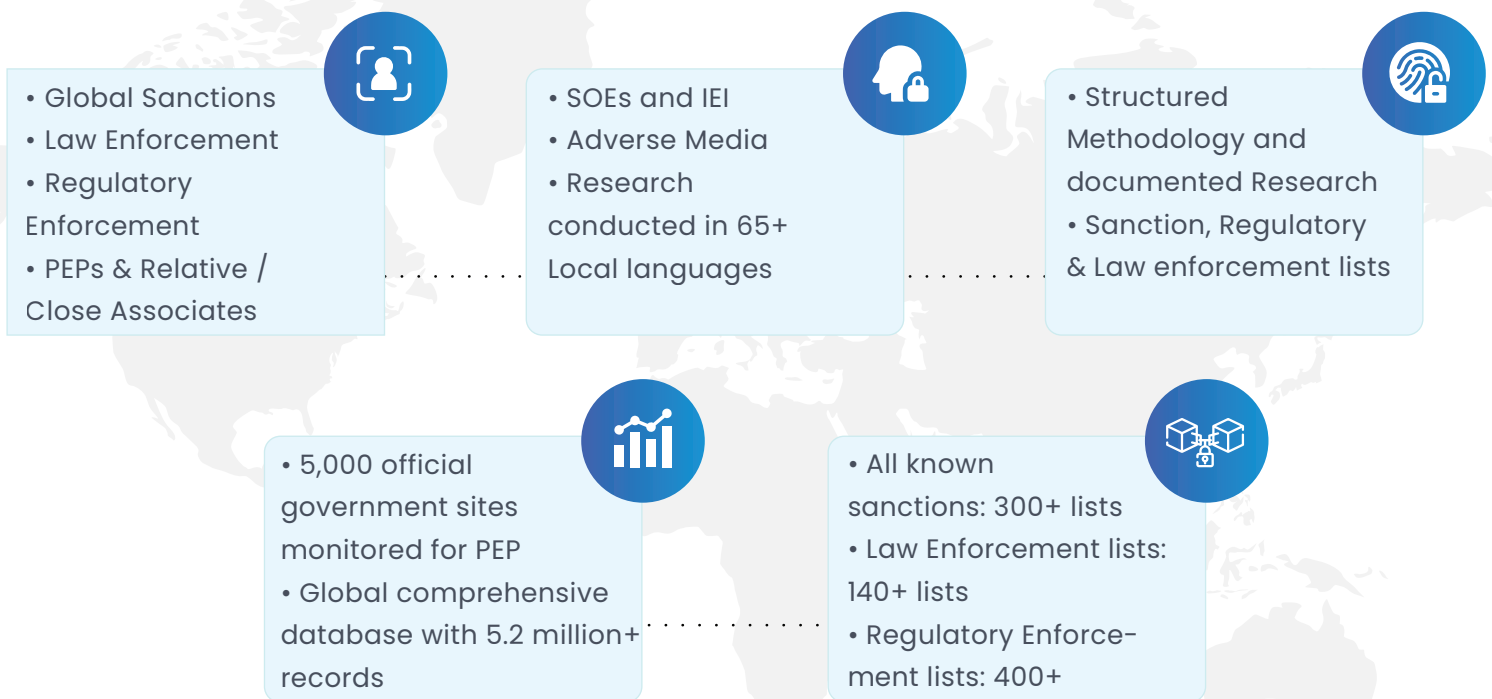 • Global Sanctions
• Law Enforcement
• Regulatory
Enforcement
• PEPs & Relative /
Close Associates
• SOEs and IEI
• Adverse Media
• Research
conducted in 65+
Local languages
• Structured
Methodology and
documented Research
• Sanction, Regulatory
& Law enforcement lists
• 5,000 official
government sites
monitored for PEP
• Global comprehensive
database with 5.2 million+
records
• All known
sanctions: 300+ lists
• Law Enforcement lists:
140+ lists
• Regulatory Enforce-
ment lists: 400+